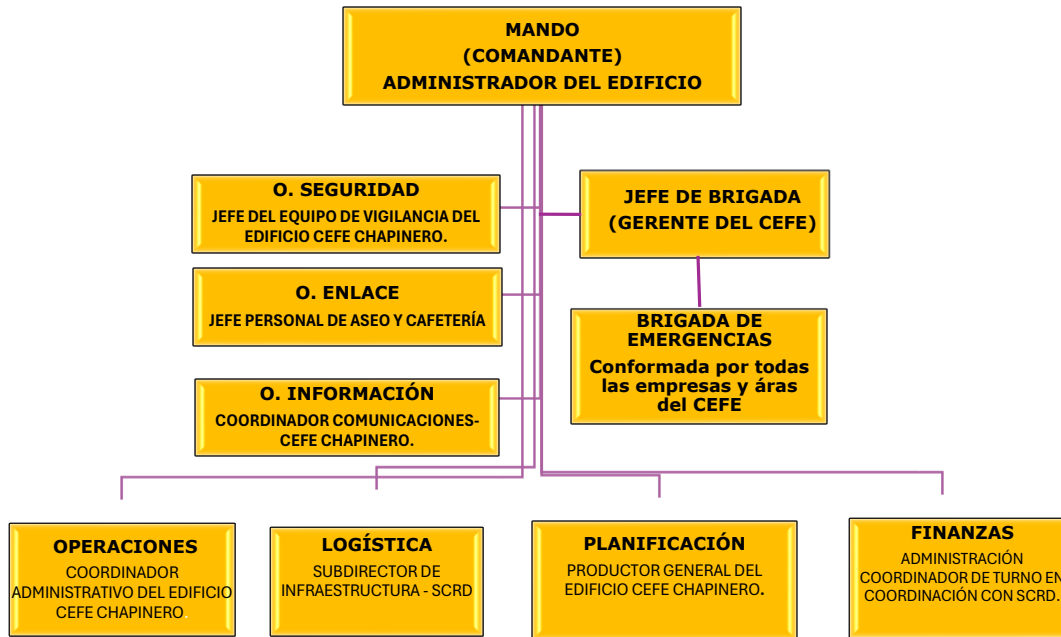 MANDO
(COMANDANTE)
ADMINISTRADOR DEL EDIFICIO
O. SEGURIDAD
JEFE DEL EQUIPO DE VIGILANCIA DEL
EDIFICIO CEFE CHAPINERO.
JEFE DE BRIGADA
(GERENTE DEL CEFE)
O. ENLACE
JEFE PERSONAL DE ASEO Y CAFETERÍA
BRIGADA DE
EMERGENCIAS
Conformada por todas
las empresas y áras
del CEFE
O. INFORMACIÓN
COORDINADOR COMUNICACIONES-
CEFE CHAPINERO.
OPERACIONES
COORDINADOR
ADMINISTRATIVO DEL EDIFICIO
CEFE CHAPINERO.
LOGÍSTICA
SUBDIRECTOR DE
INFRAESTRUCTURA - SCRD
PLANIFICACIÓN
PRODUCTOR GENERAL DEL
EDIFICIO CEFE CHAPINERO.
FINANZAS
ADMINISTRACIÓN
COORDINADOR DE TURNO EN
COORDINACIÓN CON SCRD.